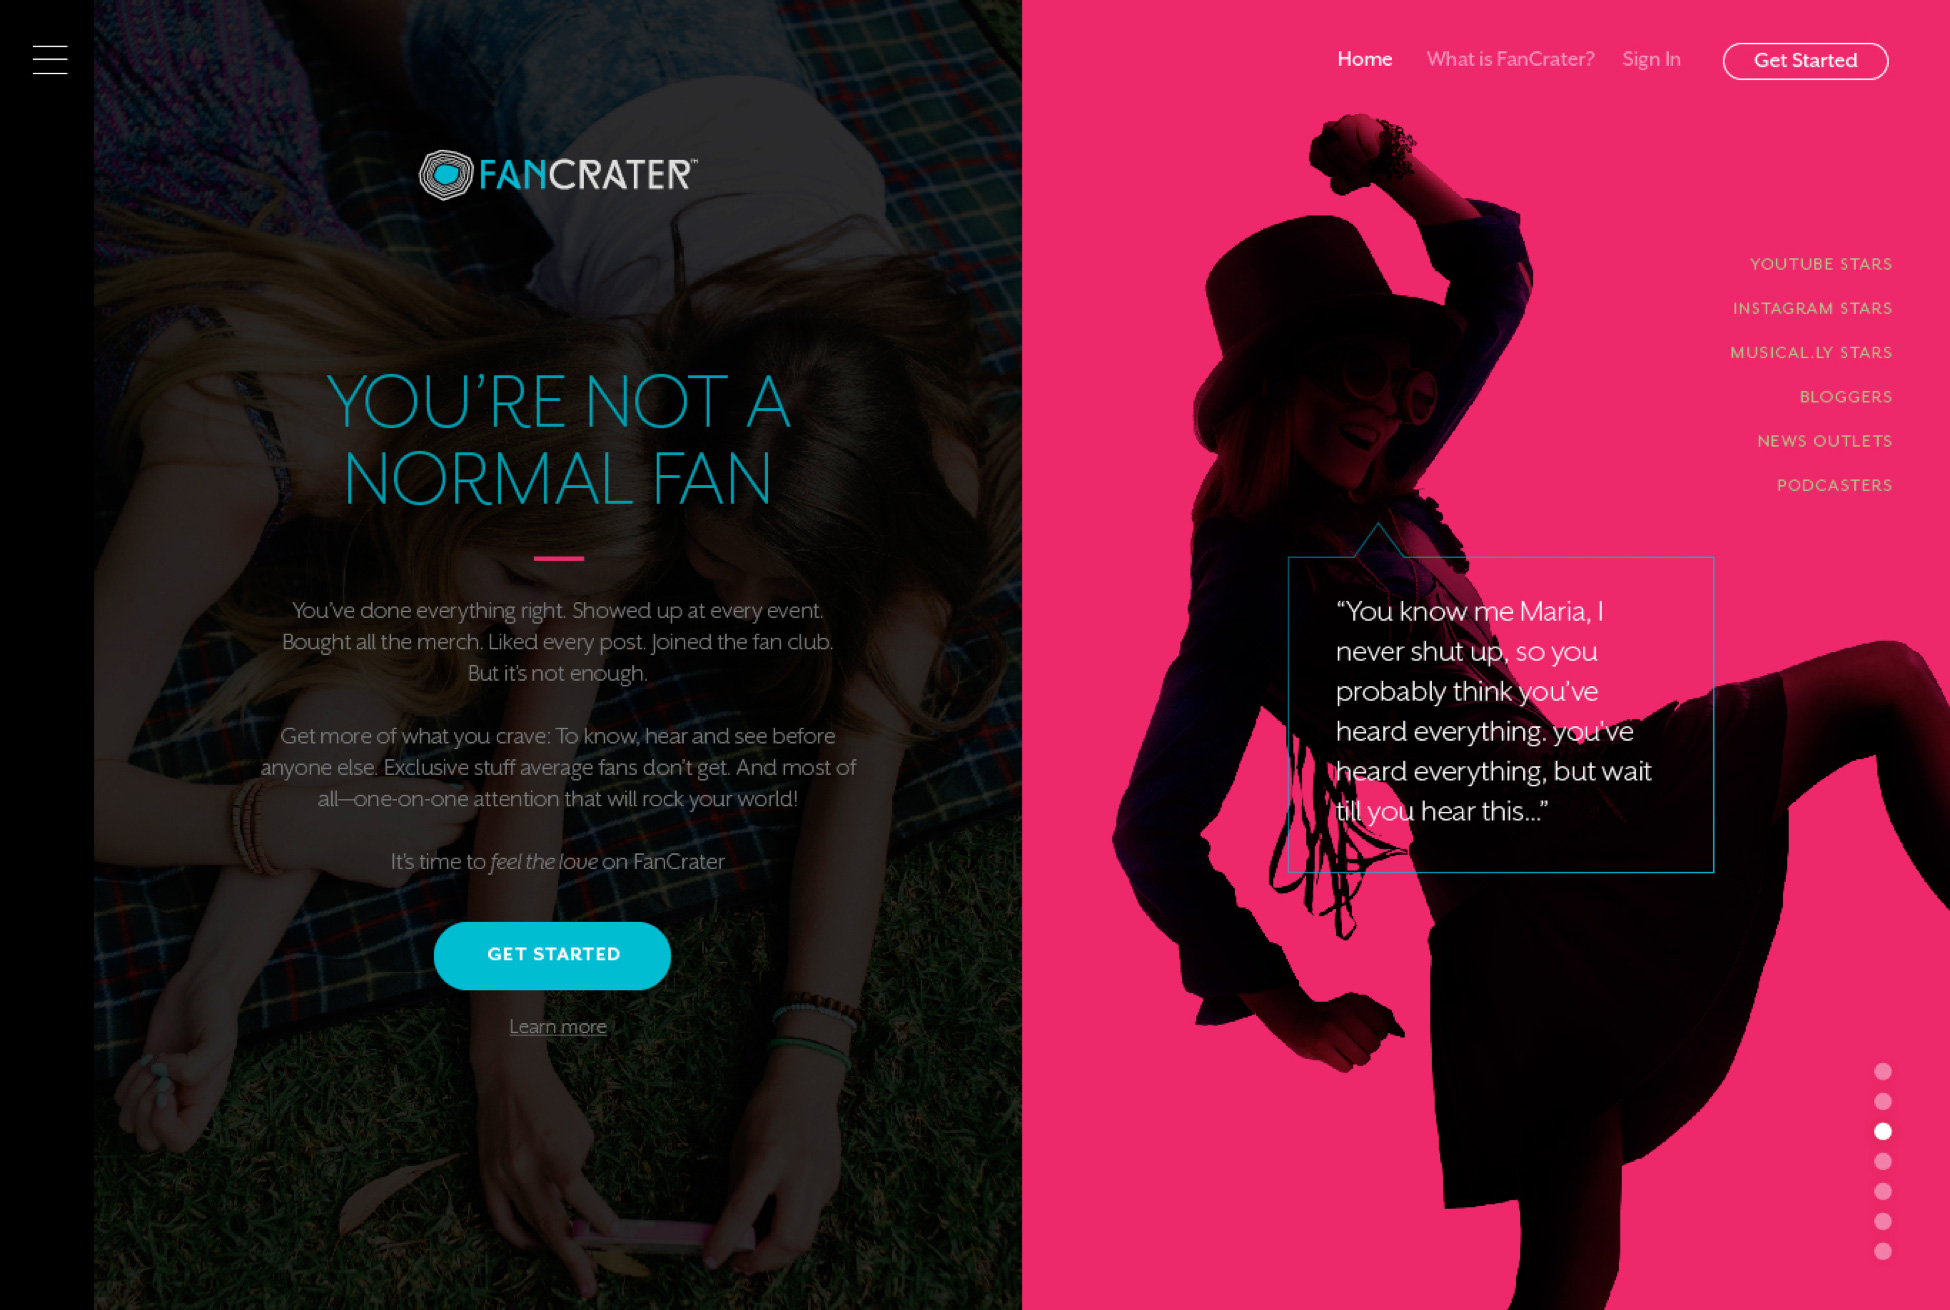 Home What is FanCrater? Sign In Get Started
FANCRATER™
YOU’RE NOT A
NORMAL FAN
You’ve done everything right. Showed up at every event.
Bought all the merch. Liked every post. Joined the fan club.
But it’s not enough.
Get more of what you crave: To know, hear and see before
anyone else. Exclusive stuff average fans don’t get. And most of
all—one-on-one attention that will rock your world!
It’s time to feel the love on FanCrater
GET STARTED
Learn more
YOUTUBE STARS
INSTAGRAM STARS
MUSICAL.LY STARS
BLOGGERS
NEWS OUTLETS
PODCASTERS
“You know me Maria, I
never shut up, so you
probably think you’ve
heard everything. you’ve
heard everything, but wait
till you hear this...”